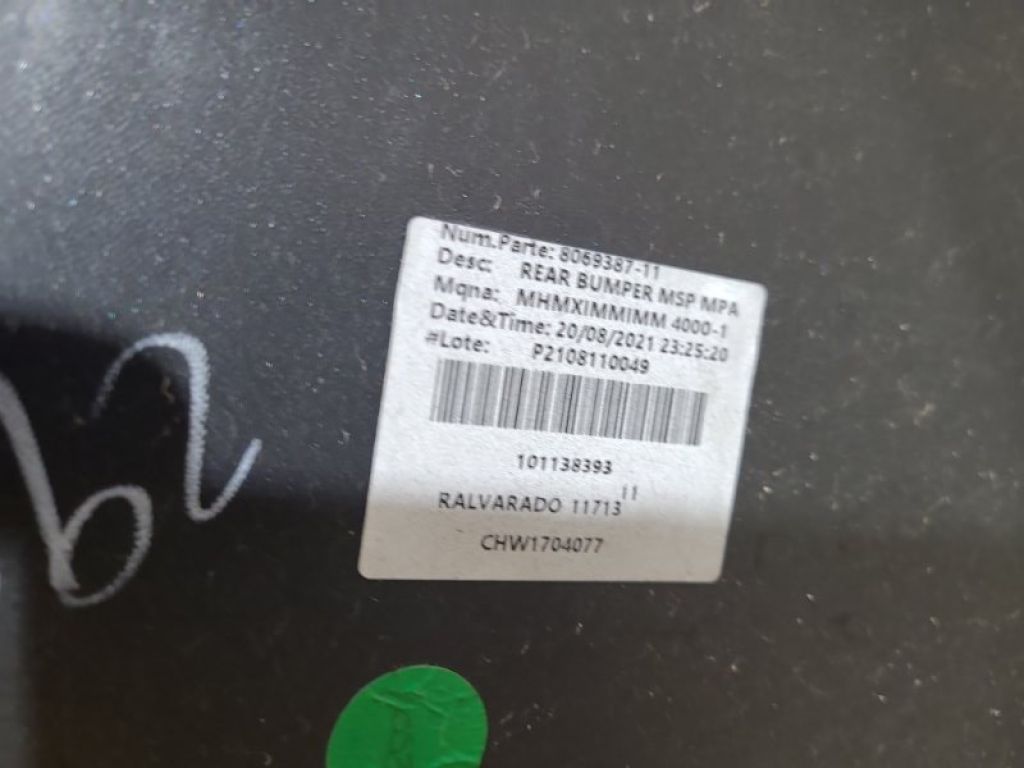 Num.Parte: 8069387-11
Desc: REAR BUMPER MSP MPA
Mqna: MHMXIMMIMM 4000-1
Date&Time: 20/08/2021 23:25:20
#Lote: P2108110049
101138393
11
RALVARADO 11713
CHW1704077